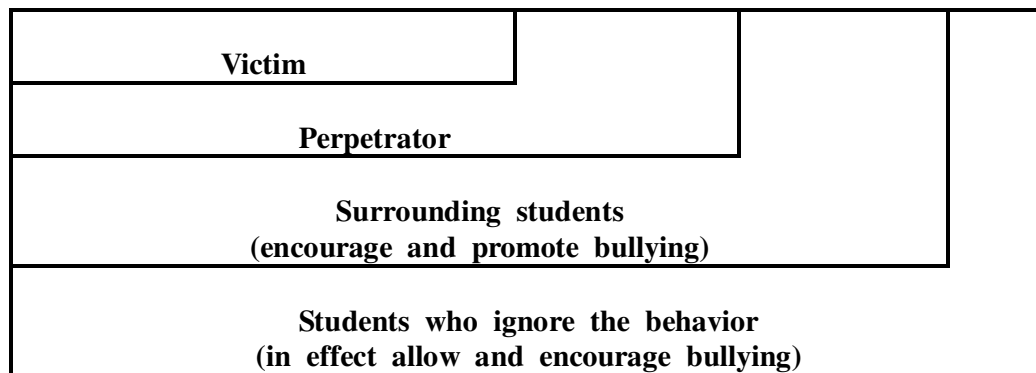 Victim
Perpetrator
Surrounding students
(encourage and promote bullying)
Students who ignore the behavior
(in effect allow and encourage bullying)